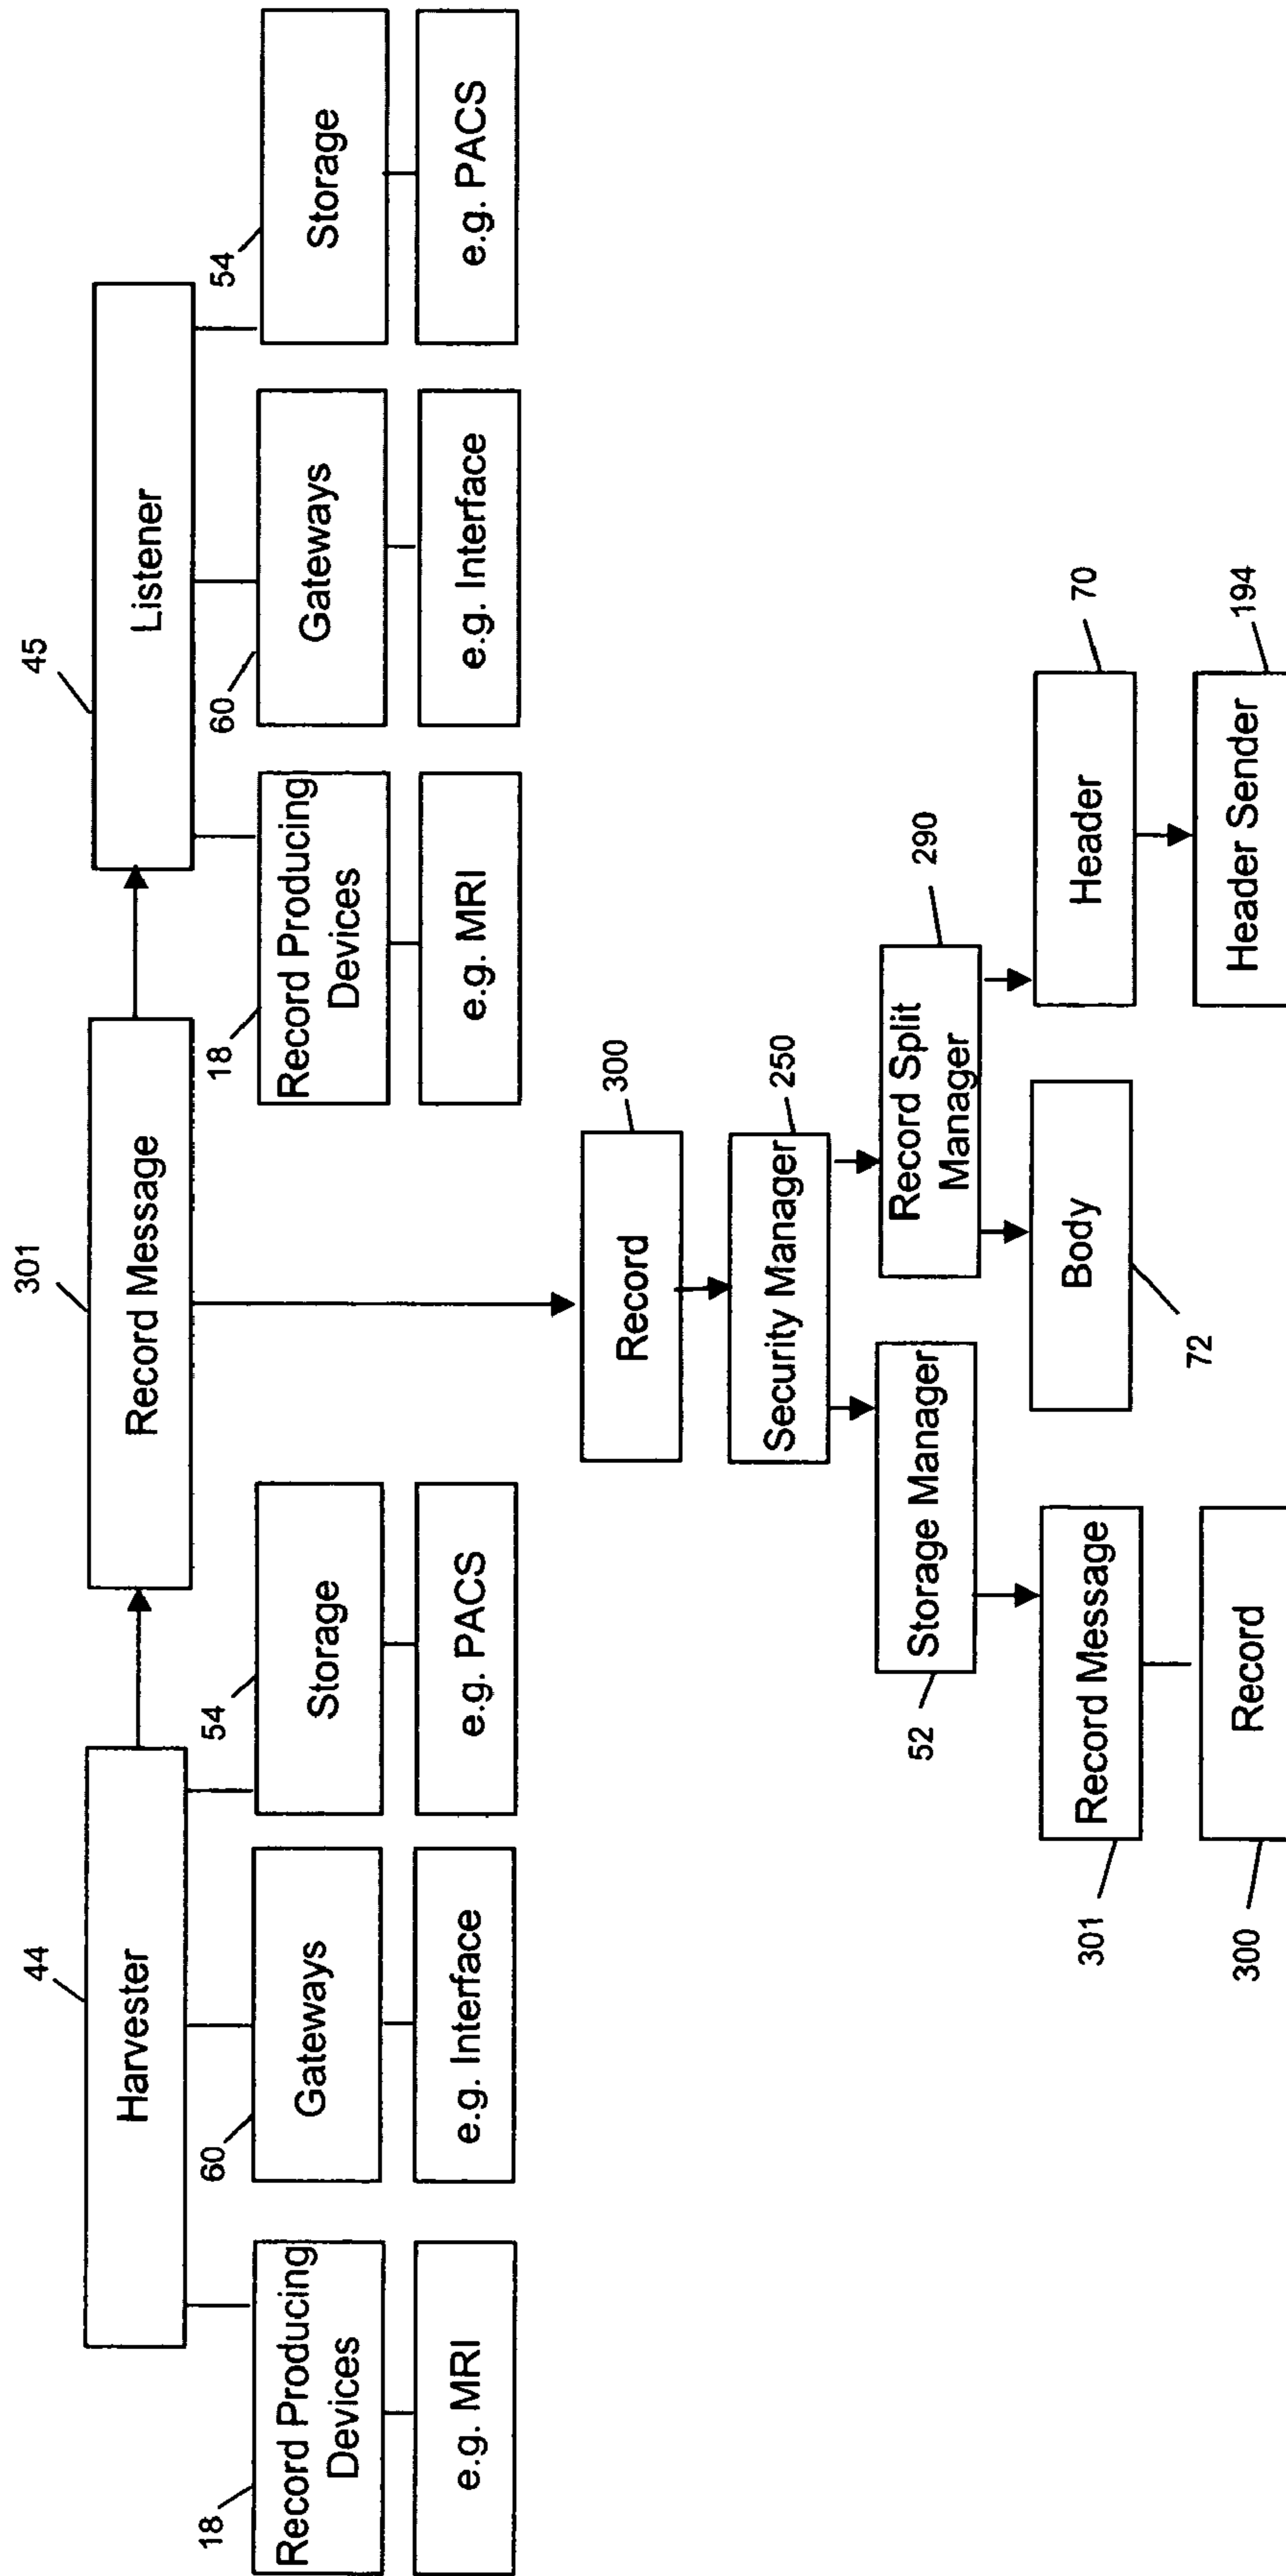 44
Harvester
301
Record Message
45
Listener
18
Record Producing
Devices
e.g. MRI
60
Gateways
e.g. Interface
54
Storage
e.g. PACS
18
Record Producing
Devices
e.g. MRI
60
Gateways
e.g. Interface
54
Storage
e.g. PACS
Record
300
Security Manager
250
Storage Manager
52
Record Split
Manager
290
Record Message
301
Body
72
Header
70
Record
300
Header Sender
194